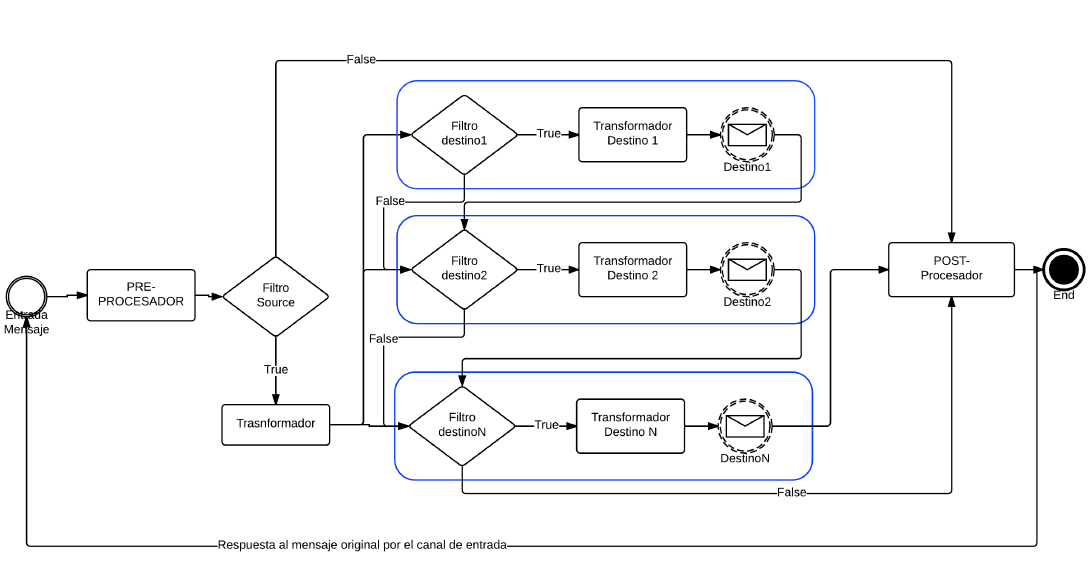 False
Filtro
destino1
True
Transformador
Destino 1
Destino1
False
Filtro
destino2
True
Transformador
Destino 2
Destino2
POST-
Procesador
End
PRE-
PROCESADOR
Filtro
Source
Entrada
Mensaje
False
True
Trasnformador
Filtro
destinoN
True
Transformador
Destino N
DestinoN
False
Respuesta al mensaje original por el canal de entrada